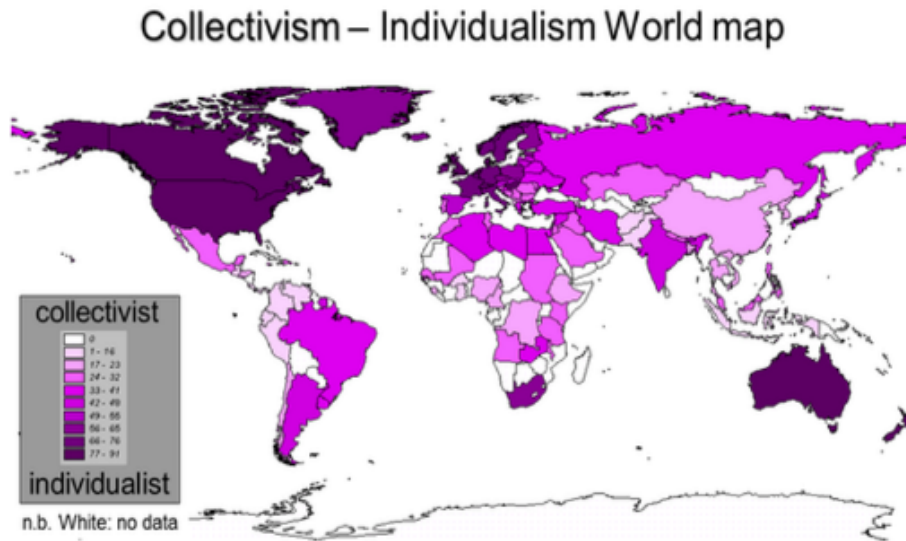 Collectivism – Individualism World map
collectivist
0
1 - 16
17 - 23
24 - 32
33 - 41
42 - 48
49 - 55
56 - 65
66 - 76
77 - 91
individualist
n.b. White: no data